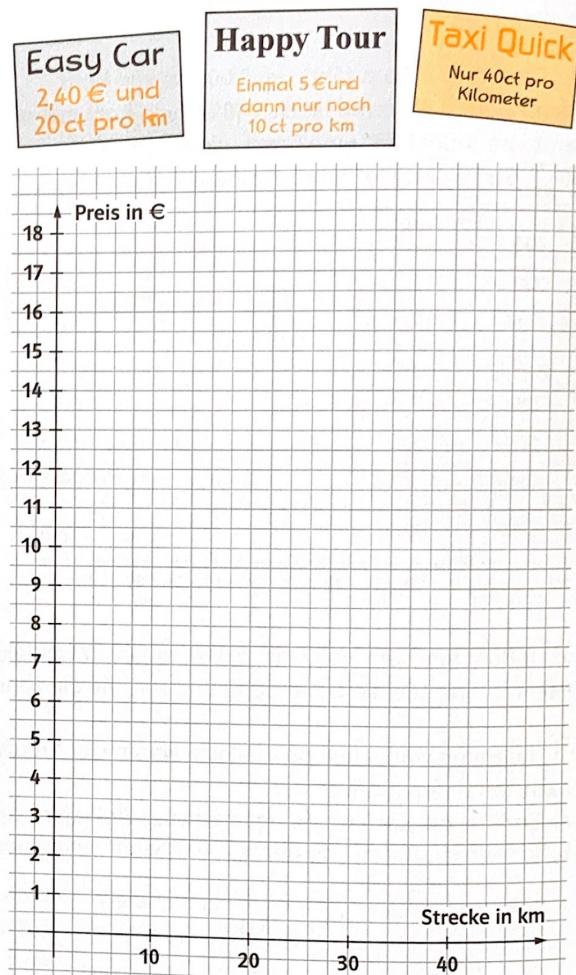 Easy Car
2,40 € und
20 ct pro km
Happy Tour
Einmal 5 € und
dann nur noch
10 ct pro km
Taxi Quick
Nur 40ct pro
Kilometer
Preis in €
18
17
16
15
14
13
12
11
10
9
8
7
6
5
4
3
2
1
Strecke in km
10 20 30 40